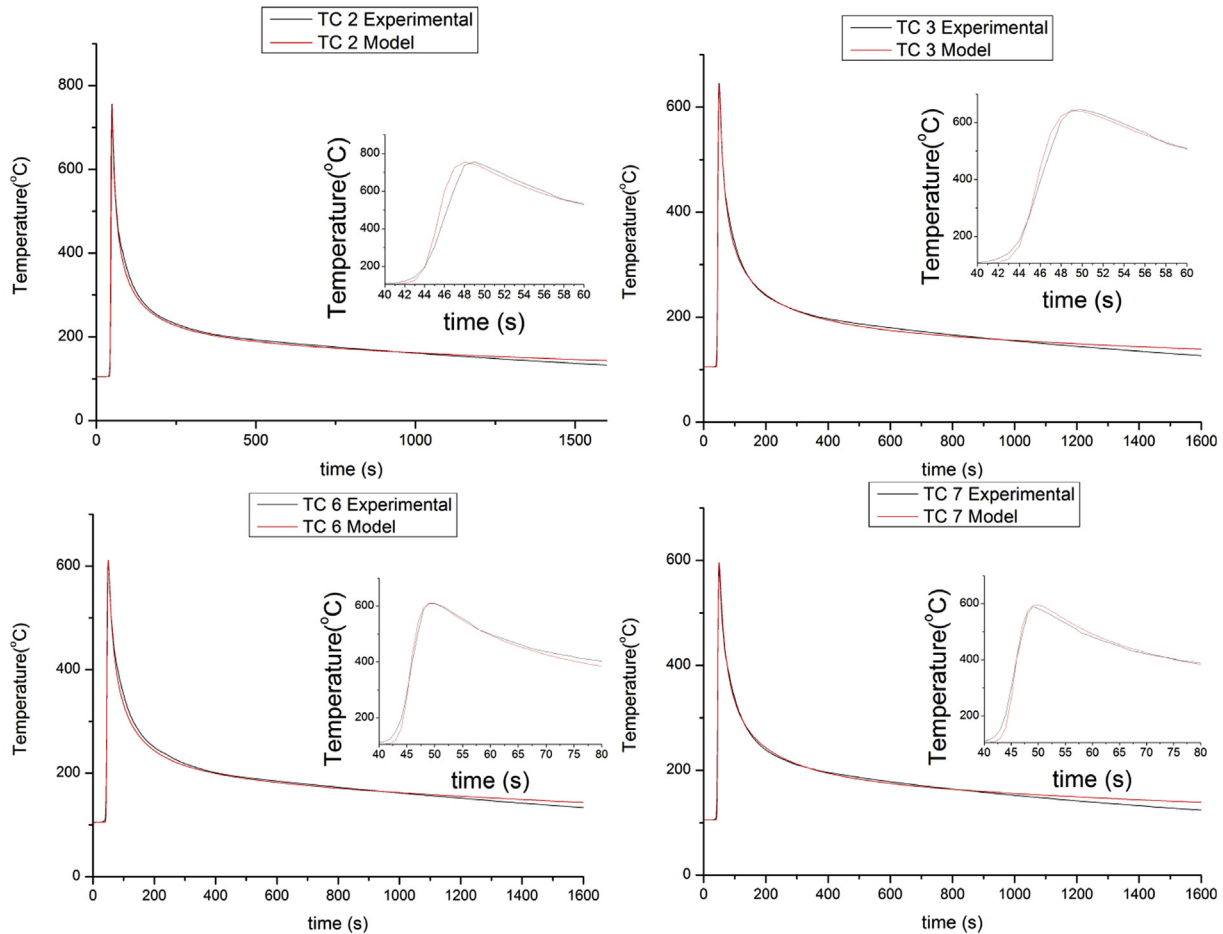 TC 2 Experimental
TC 2 Model
Temperature(°C)
800
600
400
200
0
0 500 1000 1500
time (s)
Temperature(°C)
800
600
400
200
40 42 44 46 48 50 52 54 56 58 60
time (s)
TC 3 Experimental
TC 3 Model
Temperature(°C)
600
400
200
0
0 200 400 600 800 1000 1200 1400 1600
time (s)
Temperature(°C)
600
400
200
40 42 44 46 48 50 52 54 56 58 60
time (s)
TC 6 Experimental
TC 6 Model
Temperature(°C)
600
400
200
0
0 200 400 600 800 1000 1200 1400 1600
time (s)
Temperature(°C)
600
400
200
40 45 50 55 60 65 70 75 80
time (s)
TC 7 Experimental
TC 7 Model
Temperature(°C)
600
400
200
0
0 200 400 600 800 1000 1200 1400 1600
time (s)
Temperature(°C)
600
400
200
40 45 50 55 60 65 70 75 80
time (s)